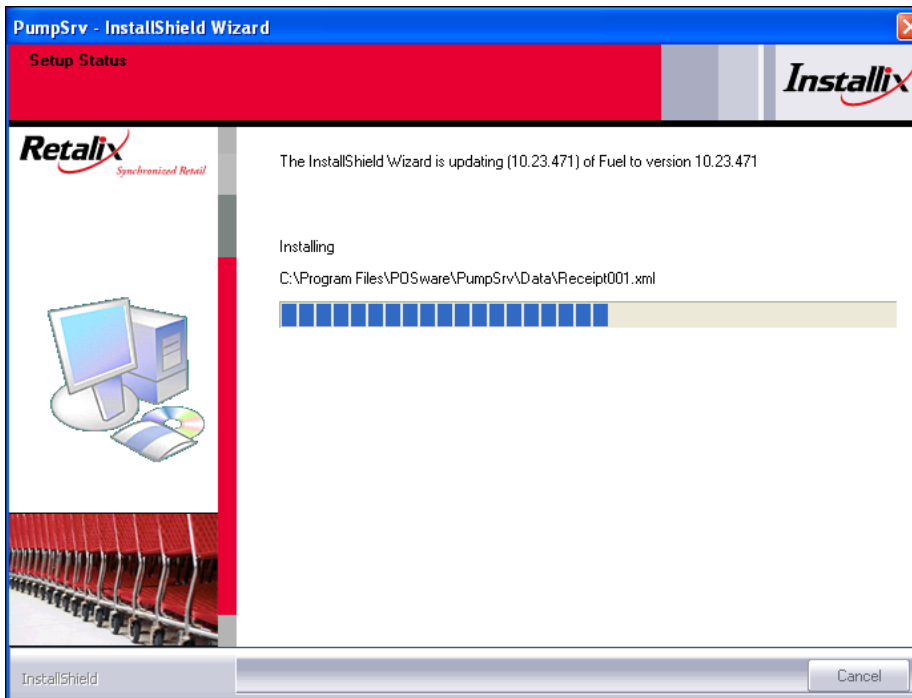 PumpSrv - InstallShield Wizard
Setup Status
Installix
Retalix
Synchronized Retail
The InstallShield Wizard is updating (10.23.471) of Fuel to version 10.23.471
Installing
C:\Program Files\POSware\PumpSrv\Data\Receipt001.xml
InstallShield
Cancel